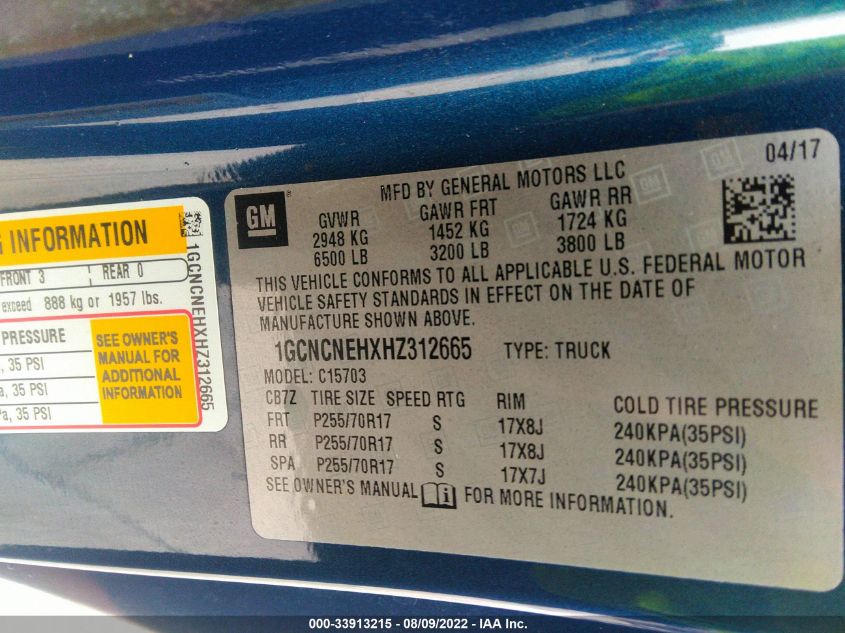 G INFORMATION
FRONT 3 REAR 0
exceed 888 kg or 1957 lbs.
PRESSURE
, 35 PSI
a, 35 PSI
a, 35 PSI
SEE OWNER'S
MANUAL FOR
ADDITIONAL
INFORMATION
1GCNCNEHXHZ312665
GM
®
MFD BY GENERAL MOTORS LLC
04/17
GVWR GAWR FRT GAWR RR
2948 KG 1452 KG 1724 KG
6500 LB 3200 LB 3800 LB
THIS VEHICLE CONFORMS TO ALL APPLICABLE U.S. FEDERAL MOTOR
VEHICLE SAFETY STANDARDS IN EFFECT ON THE DATE OF
MANUFACTURE SHOWN ABOVE.
1GCNCNEHXHZ312665 TYPE: TRUCK
MODEL: C15703
CB7Z TIRE SIZE SPEED RTG RIM COLD TIRE PRESSURE
FRT P255/70R17 S 17X8J 240KPA(35PSI)
RR P255/70R17 S 17X8J 240KPA(35PSI)
SPA P255/70R17 S 17X7J 240KPA(35PSI)
SEE OWNER'S MANUAL FOR MORE INFORMATION.
000-33913215 - 08/09/2022 - IAA Inc.